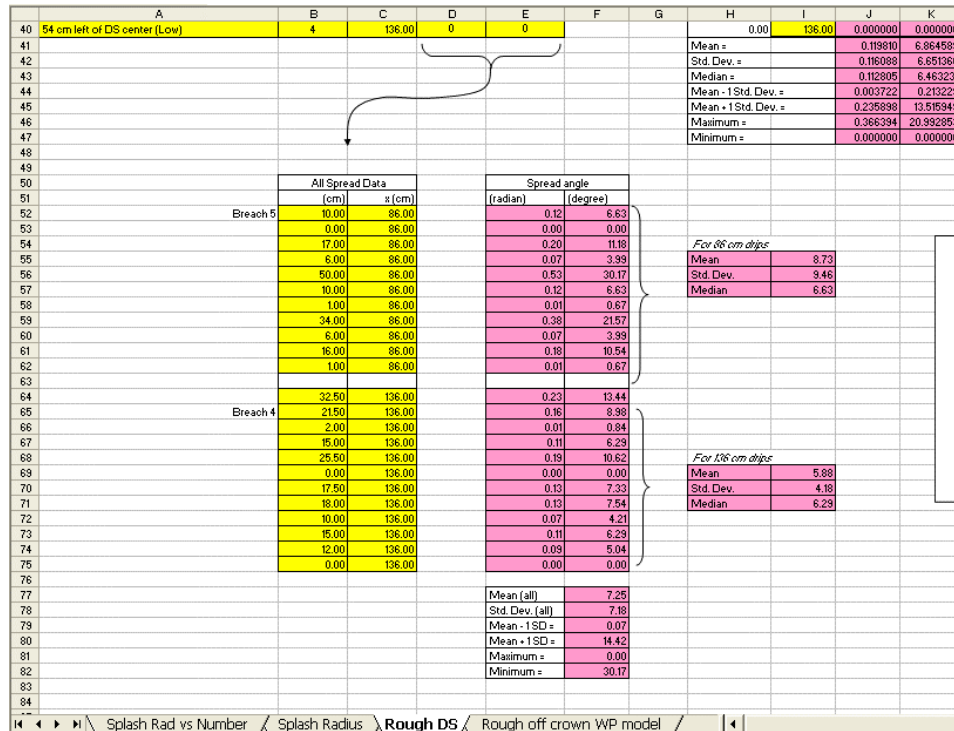 A B C D E F G H I J K
40 54 cm left of DS center (Low) 4 136.00 0 0 0.00 136.00 0.000000 0.00000
41 Mean = 0.119810 6.86458
42 Std. Dev. = 0.116088 6.65136
43 Median = 0.112805 6.46323
44 Mean - 1 Std. Dev. = 0.003722 0.21322
45 Mean + 1 Std. Dev. = 0.235898 13.51594
46 Maximum = 0.366394 20.99285
47 Minimum = 0.000000 0.00000
48
49
50 All Spread Data Spread angle
51 (cm) x (cm) (radian) (degree)
52 Breach 5 10.00 86.00 0.12 6.63
53 0.00 86.00 0.00 0.00
54 17.00 86.00 0.20 11.18 For 86 cm drips
55 6.00 86.00 0.07 3.99 Mean 8.73
56 50.00 86.00 0.53 30.17 Std. Dev. 9.46
57 10.00 86.00 0.12 6.63 Median 6.63
58 1.00 86.00 0.01 0.67
59 34.00 86.00 0.38 21.57
60 6.00 86.00 0.07 3.99
61 16.00 86.00 0.18 10.54
62 1.00 86.00 0.01 0.67
63
64 32.50 136.00 0.23 13.44
65 Breach 4 21.50 136.00 0.16 8.98
66 2.00 136.00 0.01 0.84
67 15.00 136.00 0.11 6.29
68 25.50 136.00 0.19 10.62 For 136 cm drips
69 0.00 136.00 0.00 0.00 Mean 5.88
70 17.50 136.00 0.13 7.33 Std. Dev. 4.18
71 18.00 136.00 0.13 7.54 Median 6.29
72 10.00 136.00 0.07 4.21
73 15.00 136.00 0.11 6.29
74 12.00 136.00 0.09 5.04
75 0.00 136.00 0.00 0.00
76
77 Mean (all) 7.25
78 Std. Dev. (all) 7.18
79 Mean - 1 SD = 0.07
80 Mean + 1 SD = 14.42
81 Maximum = 0.00
82 Minimum = 30.17
83
84
Splash Rad vs Number Splash Radius Rough DS Rough off crown WP model